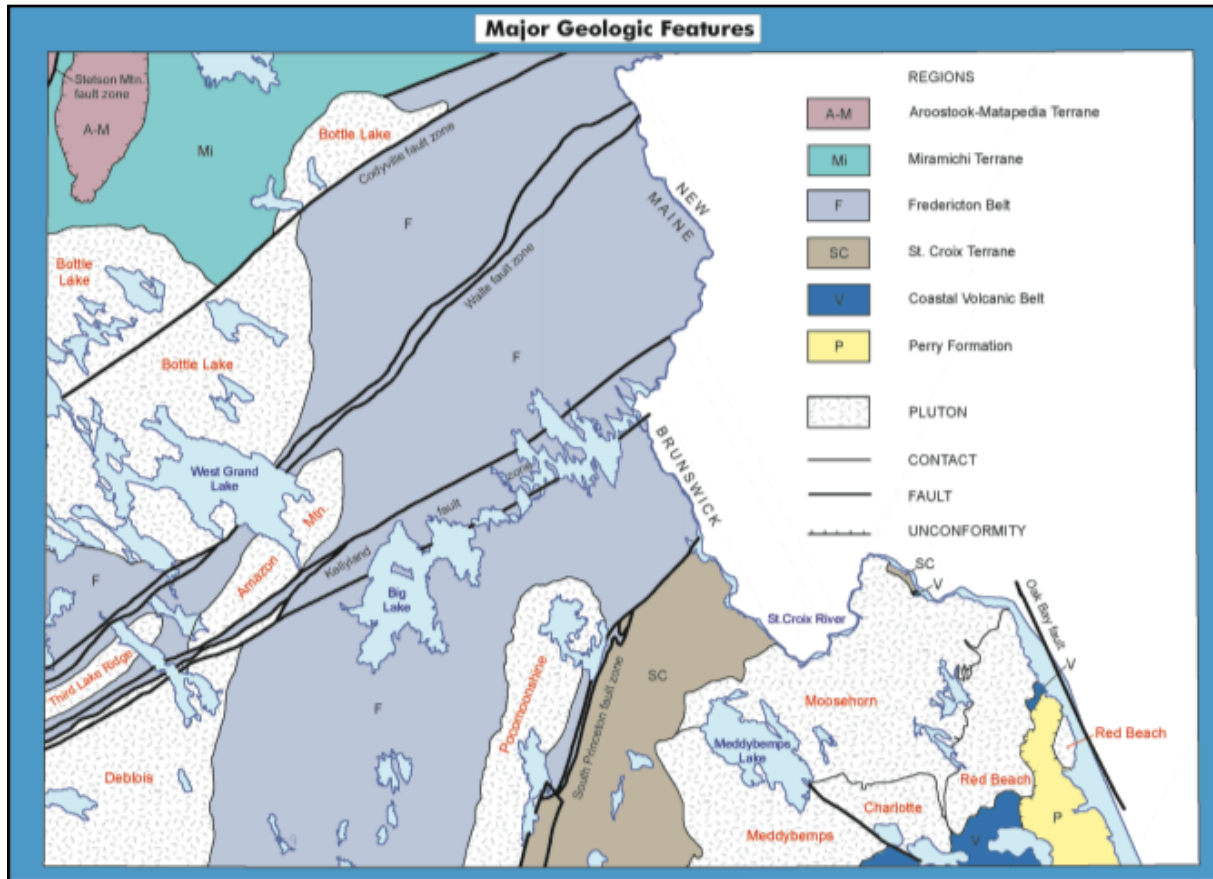 Major Geologic Features
Stetson Mtn.
fault zone
A-M
Mi
Bottle Lake
Codyville fault zone
F
Waite fault zone
NEW
MAINE
BRUNSWICK
Bottle
Lake
Bottle Lake
F
West Grand
Lake
Mtn.
Amazon
Kellyland
fault
zone
Big
Lake
F
Third Lake Ridge
Deblois
F
Pocomoonshine
South Princeton fault zone
SC
St.Croix River
SC
V
Oak Bay fault
V
Moosehorn
Meddybemps
Lake
Red Beach
Red Beach
Charlotte
Meddybemps
V
P
REGIONS
A-M
Aroostook-Matapedia Terrane
Mi
Miramichi Terrane
F
Fredericton Belt
SC
St. Croix Terrane
V
Coastal Volcanic Belt
P
Perry Formation
PLUTON
CONTACT
FAULT
UNCONFORMITY